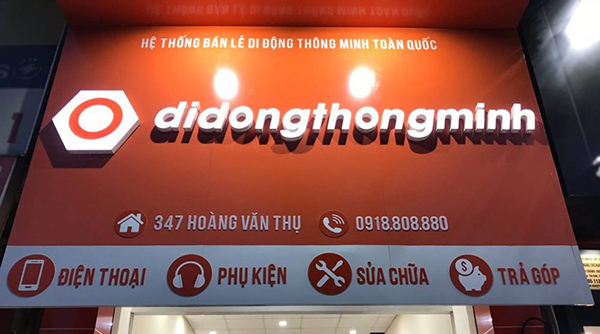 HỆ THỐNG BÁN LẺ DI ĐỘNG THÔNG MINH TOÀN QUỐC
didongthongminh
347 HOÀNG VĂN THỤ 0918.808.880
ĐIỆN THOẠI PHỤ KIỆN SỬA CHỮA TRẢ GÓP